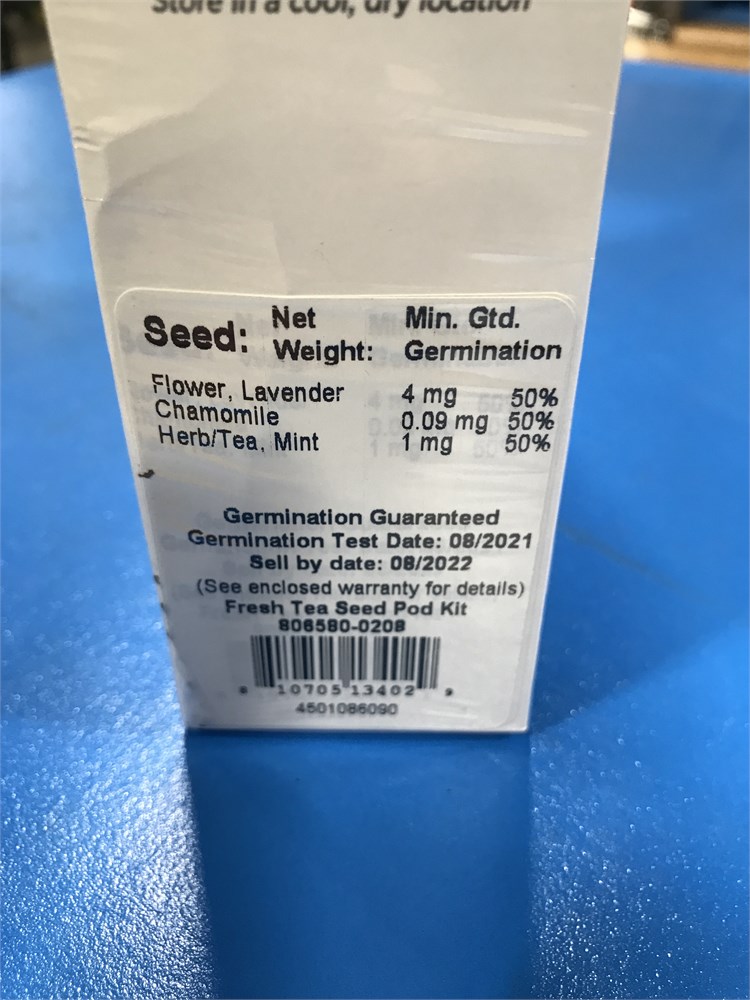 Store in a cool, dry location
Seed: Net Weight: Min. Gtd. Germination
Flower, Lavender 4 mg 50%
Chamomile 0.09 mg 50%
Herb/Tea, Mint 1 mg 50%
Germination Guaranteed
Germination Test Date: 08/2021
Sell by date: 08/2022
(See enclosed warranty for details)
Fresh Tea Seed Pod Kit
806580-0208
8 10705 13402 9
4501086090